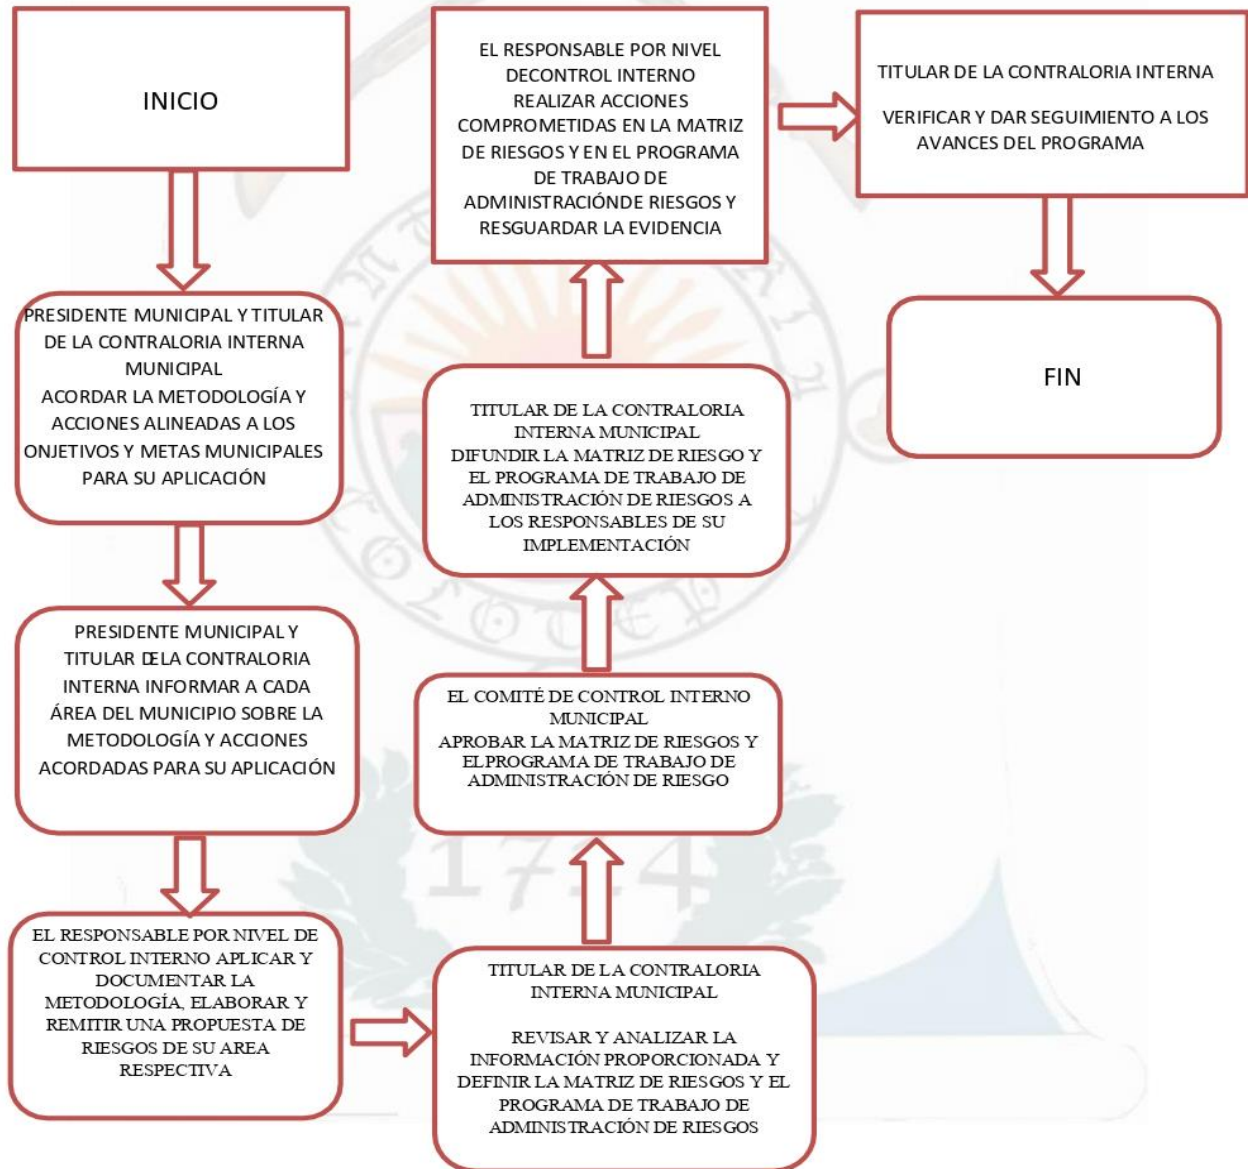 INICIO
PRESIDENTE MUNICIPAL Y TITULAR
DE LA CONTRALORIA INTERNA
MUNICIPAL
ACORDAR LA METODOLOGÍA Y
ACCIONES ALINEADAS A LOS
ONJETIVOS Y METAS MUNICIPALES
PARA SU APLICACIÓN
PRESIDENTE MUNICIPAL Y
TITULAR DELA CONTRALORIA
INTERNA INFORMAR A CADA
ÁREA DEL MUNICIPIO SOBRE LA
METODOLOGÍA Y ACCIONES
ACORDADAS PARA SU APLICACIÓN
EL RESPONSABLE POR NIVEL DE
CONTROL INTERNO APLICAR Y
DOCUMENTAR LA
METODOLOGÍA, ELABORAR Y
REMITIR UNA PROPUESTA DE
RIESGOS DE SU AREA
RESPECTIVA
TITULAR DE LA CONTRALORIA
INTERNA MUNICIPAL
REVISAR Y ANALIZAR LA
INFORMACIÓN PROPORCIONADA Y
DEFINIR LA MATRIZ DE RIESGOS Y EL
PROGRAMA DE TRABAJO DE
ADMINISTRACIÓN DE RIESGOS
EL COMITÉ DE CONTROL INTERNO
MUNICIPAL
APROBAR LA MATRIZ DE RIESGOS Y
ELPROGRAMA DE TRABAJO DE
ADMINISTRACIÓN DE RIESGO
TITULAR DE LA CONTRALORIA
INTERNA MUNICIPAL
DIFUNDIR LA MATRIZ DE RIESGO Y
EL PROGRAMA DE TRABAJO DE
ADMINISTRACIÓN DE RIESGOS A
LOS RESPONSABLES DE SU
IMPLEMENTACIÓN
EL RESPONSABLE POR NIVEL
DECONTROL INTERNO
REALIZAR ACCIONES
COMPROMETIDAS EN LA MATRIZ
DE RIESGOS Y EN EL PROGRAMA
DE TRABAJO DE
ADMINISTRACIÓNDE RIESGOS Y
RESGUARDAR LA EVIDENCIA
TITULAR DE LA CONTRALORIA INTERNA
VERIFICAR Y DAR SEGUIMIENTO A LOS
AVANCES DEL PROGRAMA
FIN
1714